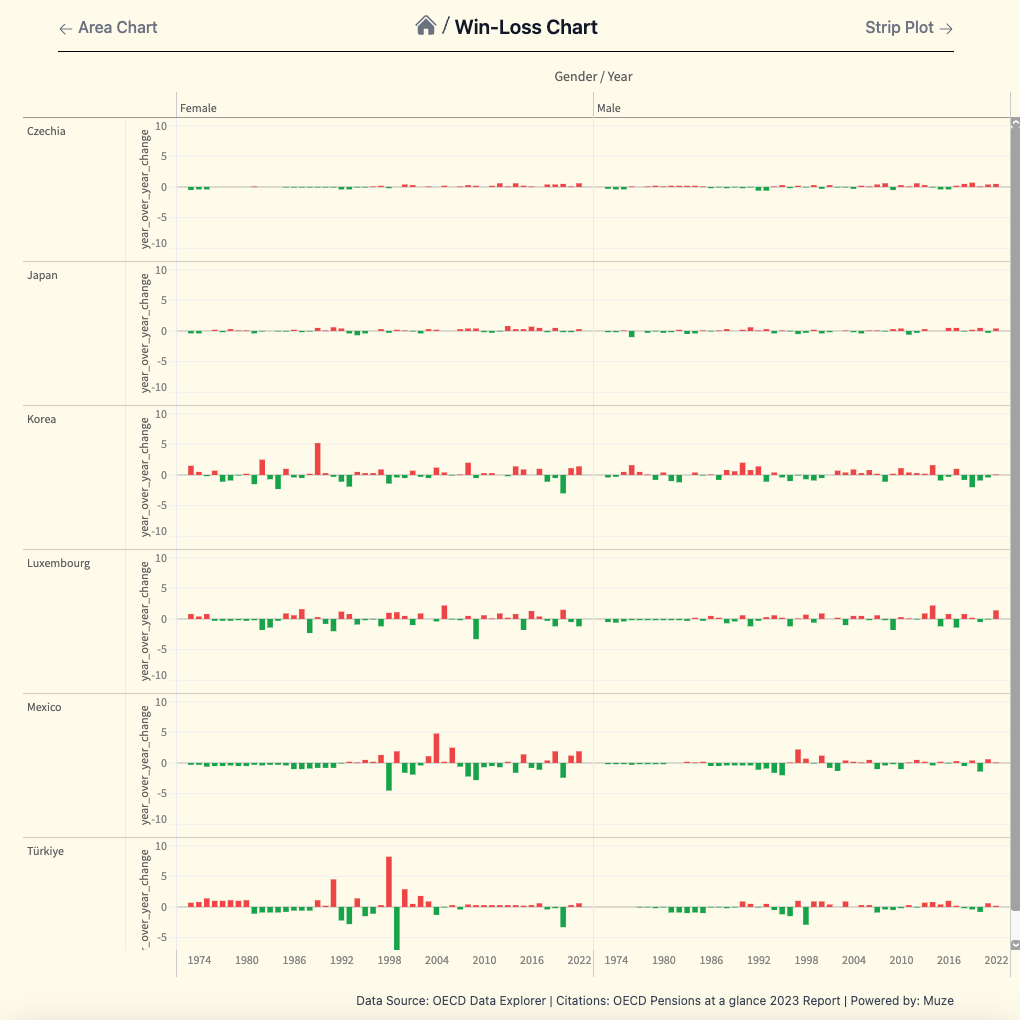 ← Area Chart
/ Win-Loss Chart
Strip Plot →
Gender / Year
Female
Male
Czechia
year_over_year_change
10
5
0
-5
-10
Japan
year_over_year_change
10
5
0
-5
-10
Korea
year_over_year_change
10
5
0
-5
-10
Luxembourg
year_over_year_change
10
5
0
-5
-10
Mexico
year_over_year_change
10
5
0
-5
-10
Türkiye
r_over_year_change
10
5
0
-5
1974 1980 1986 1992 1998 2004 2010 2016 2022 1974 1980 1986 1992 1998 2004 2010 2016 2022
Data Source: OECD Data Explorer | Citations: OECD Pensions at a glance 2023 Report | Powered by: Muze